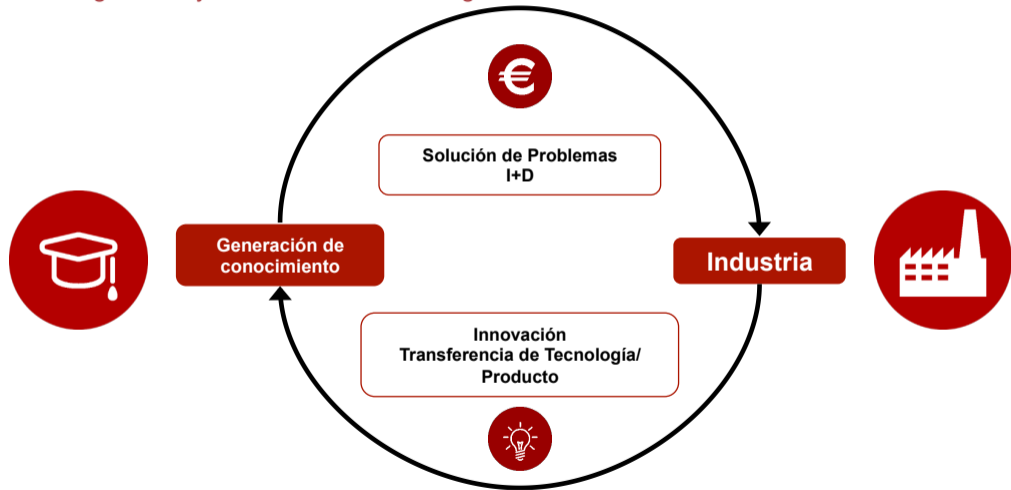 Solución de Problemas
I+D
Generación de
conocimiento
Industria
Innovación
Transferencia de Tecnología/
Producto